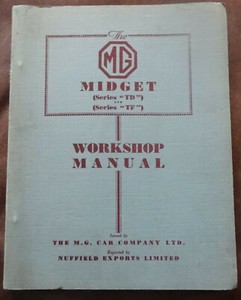 The
MG
MIDGET
(Series "TD")
AND
(Series "TF")
WORKSHOP
MANUAL
Issued by
THE M.G. CAR COMPANY LTD.
Exported by
NUFFIELD EXPORTS LIMITED